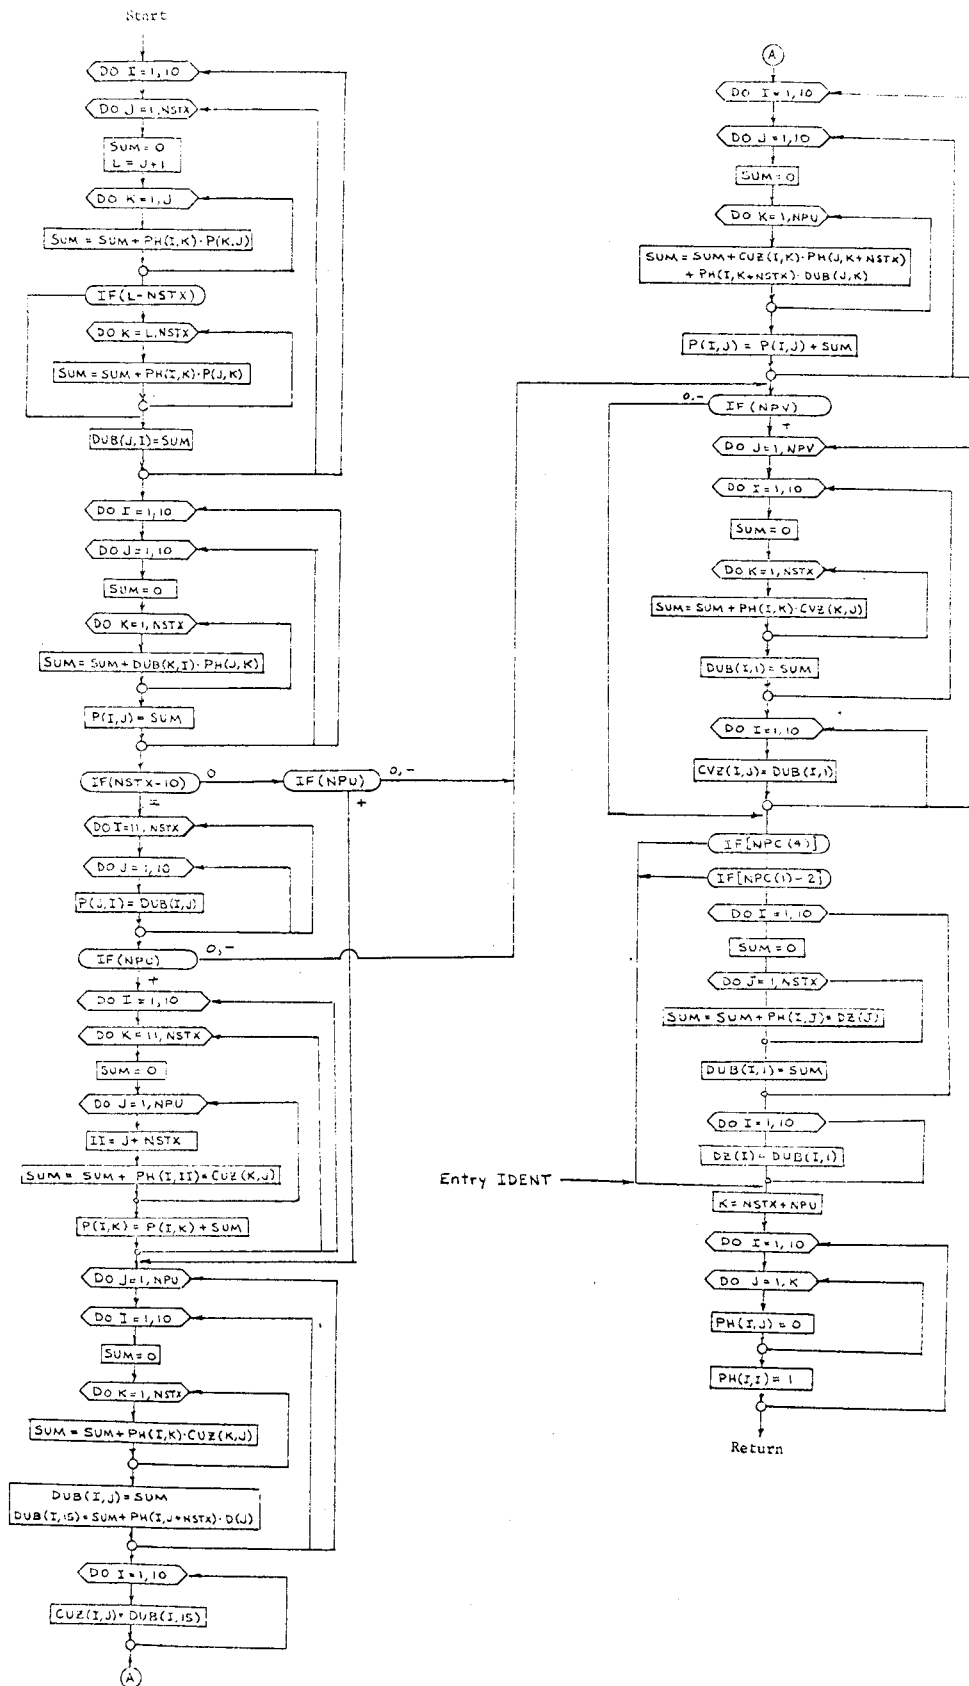 Start
DO I = 1, 10
DO J = 1, NSTX
SUM = 0
L = J+1
DO K = 1, J
SUM = SUM + PH(I,K)·P(K,J)
IF(L-NSTX)
DO K = L, NSTX
SUM = SUM + PH(I,K)·P(J,K)
DUB(J,I) = SUM
DO I = 1, 10
DO J = 1, 10
SUM = 0
DO K = 1, NSTX
SUM = SUM + DUB(K,I)·PH(J,K)
P(I,J) = SUM
IF(NSTX-10)
0
IF(NPU)
0,-
+
DO I = 11, NSTX
DO J = 1, 10
P(J,I) = DUB(I,J)
IF(NPU)
0,-
+
DO I = 1, 10
DO K = 11, NSTX
SUM = 0
DO J = 1, NPU
II = J + NSTX
SUM = SUM + PH(I,II)*CUZ(K,J)
P(I,K) = P(I,K) + SUM
DO J = 1, NPU
DO I = 1, 10
SUM = 0
DO K = 1, NSTX
SUM = SUM + PH(I,K)·CUZ(K,J)
DUB(I,J) = SUM
DUB(I,15) = SUM + PH(I,J+NSTX)·D(J)
DO I = 1, 10
CUZ(I,J) = DUB(I,15)
A
A
DO I = 1, 10
DO J = 1, 10
SUM = 0
DO K = 1, NPU
SUM = SUM + CUZ(I,K)·PH(J,K+NSTX)
+ PH(I,K+NSTX)·DUB(J,K)
P(I,J) = P(I,J) + SUM
0,-
IF(NPV)
+
DO J = 1, NPV
DO I = 1, 10
SUM = 0
DO K = 1, NSTX
SUM = SUM + PH(I,K)·CVZ(K,J)
DUB(I,1) = SUM
DO I = 1, 10
CVZ(I,J) = DUB(I,1)
IF[NPC(4)]
IF[NPC(1)-2]
DO I = 1, 10
SUM = 0
DO J = 1, NSTX
SUM = SUM + PH(I,J)*DZ(J)
DUB(I,1) = SUM
DO I = 1, 10
DZ(I) = DUB(I,1)
Entry IDENT
K = NSTX + NPU
DO I = 1, 10
DO J = 1, K
PH(I,J) = 0
PH(I,I) = 1
Return